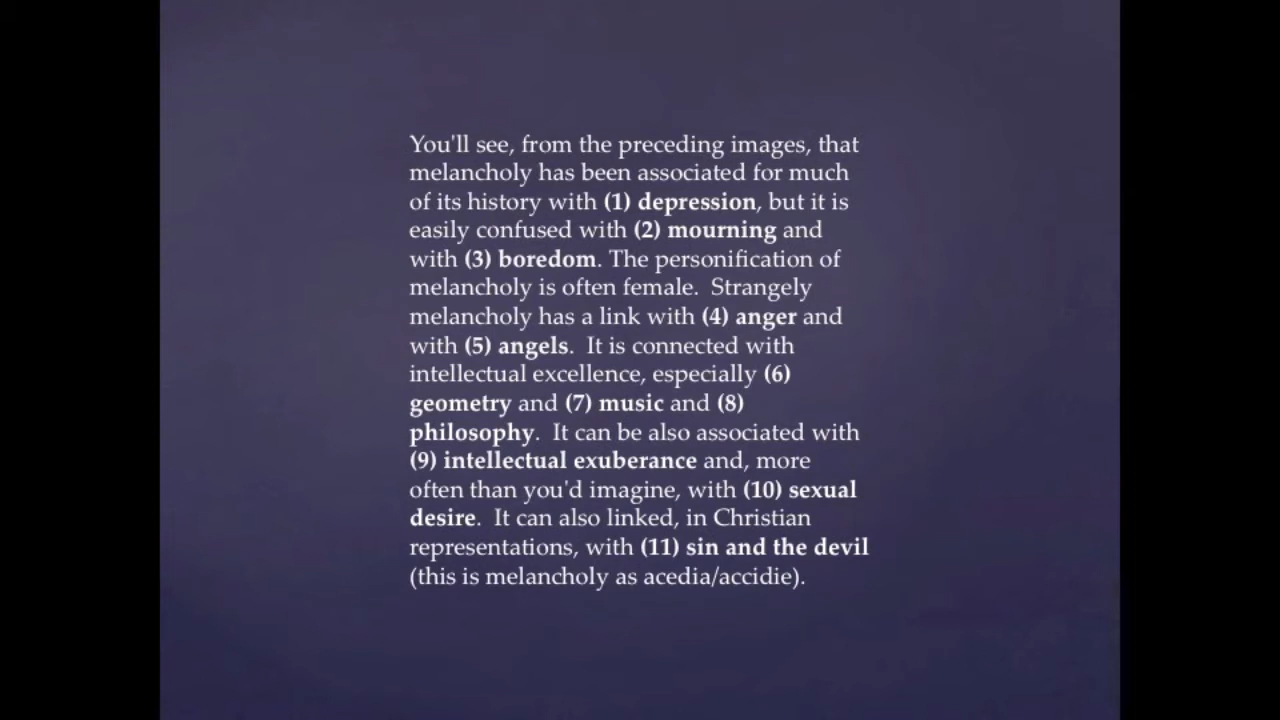 You'll see, from the preceding images, that
melancholy has been associated for much
of its history with (1) depression, but it is
easily confused with (2) mourning and
with (3) boredom. The personification of
melancholy is often female.  Strangely
melancholy has a link with (4) anger and
with (5) angels.  It is connected with
intellectual excellence, especially (6)
geometry and (7) music and (8)
philosophy.  It can be also associated with
(9) intellectual exuberance and, more
often than you'd imagine, with (10) sexual
desire.  It can also linked, in Christian
representations, with (11) sin and the devil
(this is melancholy as acedia/accidie).